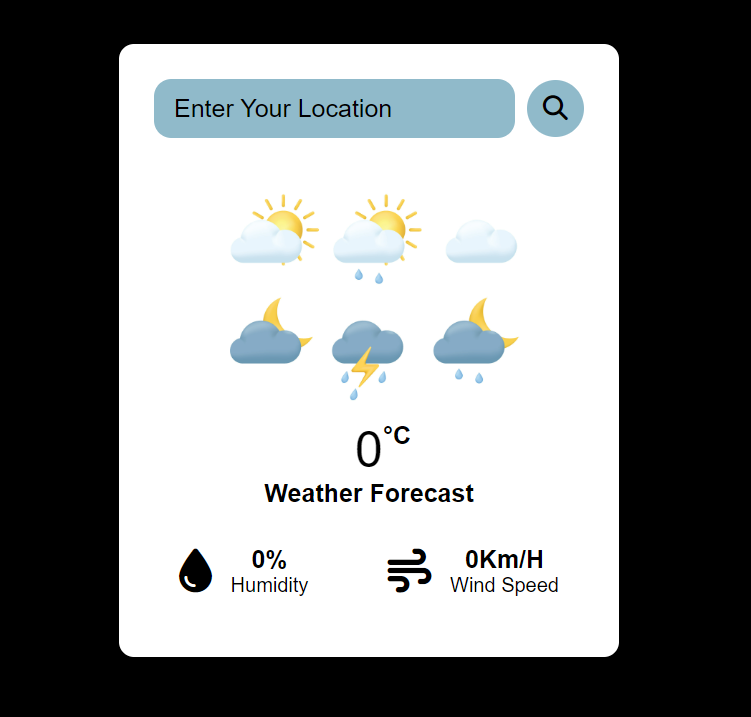 Enter Your Location
0°C
Weather Forecast
0%
Humidity
0Km/H
Wind Speed